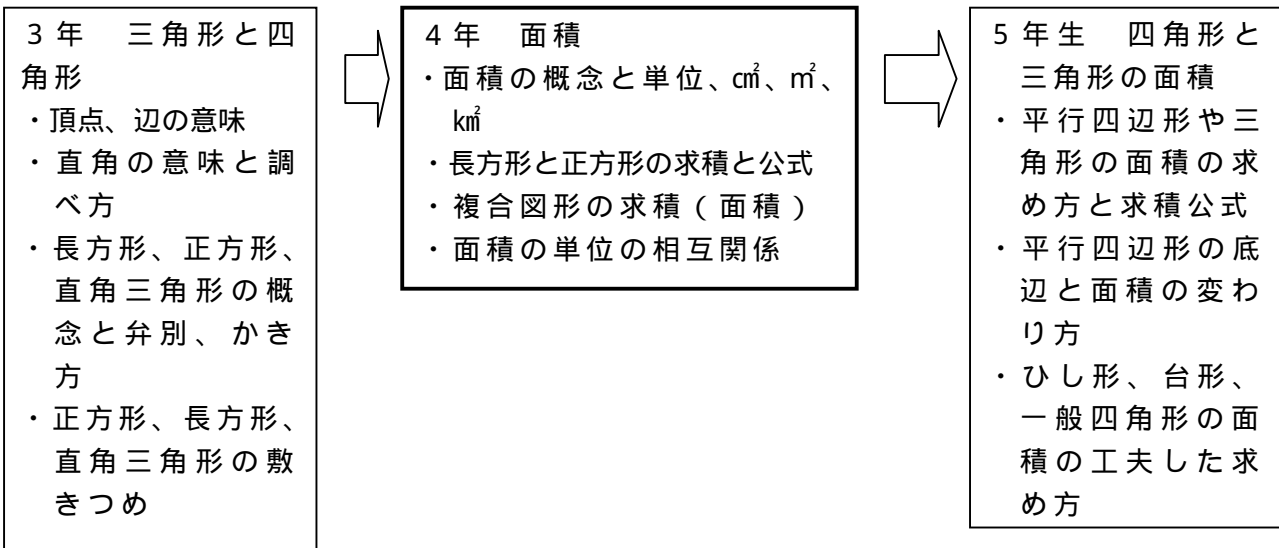 3年　三角形と四
角形
・頂点、辺の意味
・直角の意味と調
べ方
・長方形、正方形、
直角三角形の概
念と弁別、かき
方
・正方形、長方形、
直角三角形の敷
きつめ
4年　面積
・面積の概念と単位、㎠、㎡、
㎢
・長方形と正方形の求積と公式
・複合図形の求積（面積）
・面積の単位の相互関係
5年生　四角形と
三角形の面積
・平行四辺形や三
角形の面積の求
め方と求積公式
・平行四辺形の底
辺と面積の変わ
り方
・ひし形、台形、
一般四角形の面
積の工夫した求
め方